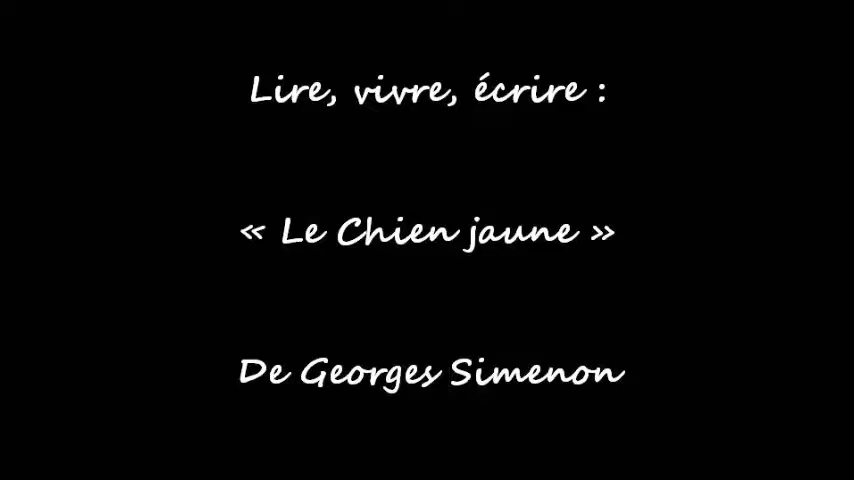 Lire, vivre, écrire :
« Le Chien jaune »
De Georges Simenon